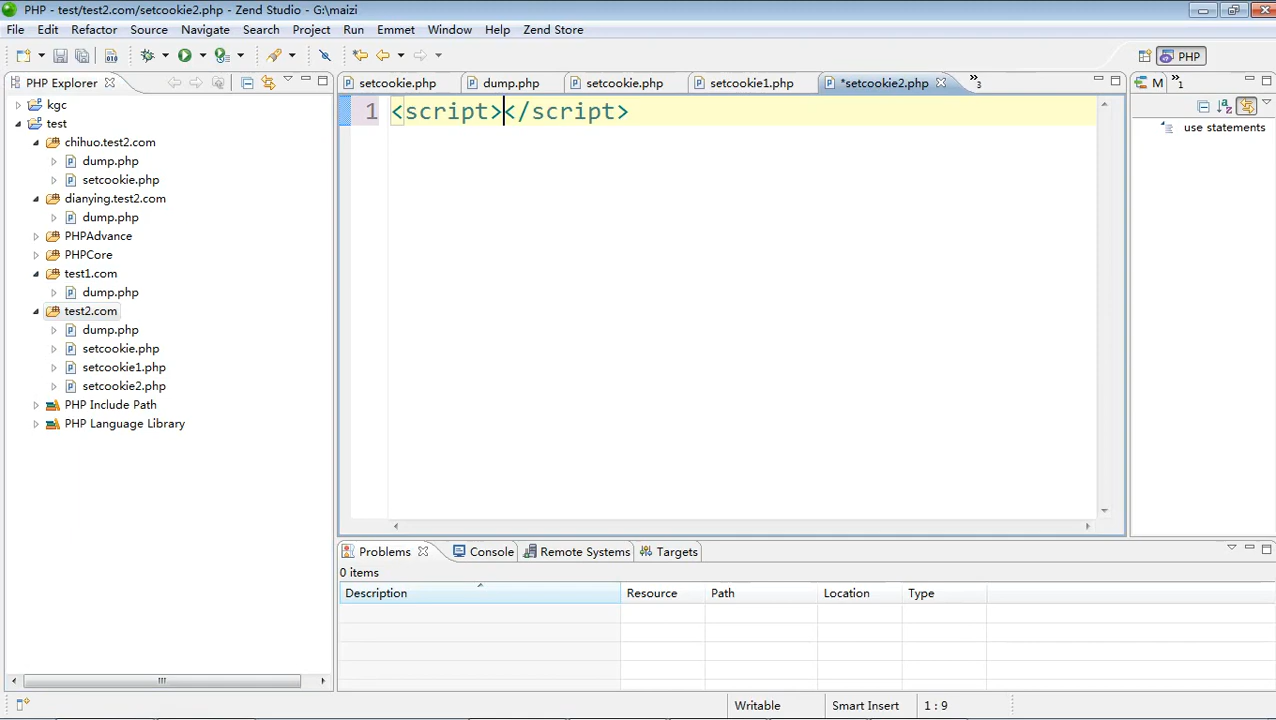 PHP - test/test2.com/setcookie2.php - Zend Studio - G:\maizi
File Edit Refactor Source Navigate Search Project Run Emmet Window Help Zend Store
PHP
PHP Explorer
setcookie.php dump.php setcookie.php setcookie1.php *setcookie2.php 3
M 1
kgc
test
chihuo.test2.com
dump.php
setcookie.php
dianying.test2.com
dump.php
PHPAdvance
PHPCore
test1.com
dump.php
test2.com
dump.php
setcookie.php
setcookie1.php
setcookie2.php
PHP Include Path
PHP Language Library
1 <script></script>
use statements
Problems Console Remote Systems Targets
0 items
Description Resource Path Location Type
Writable Smart Insert 1 : 9